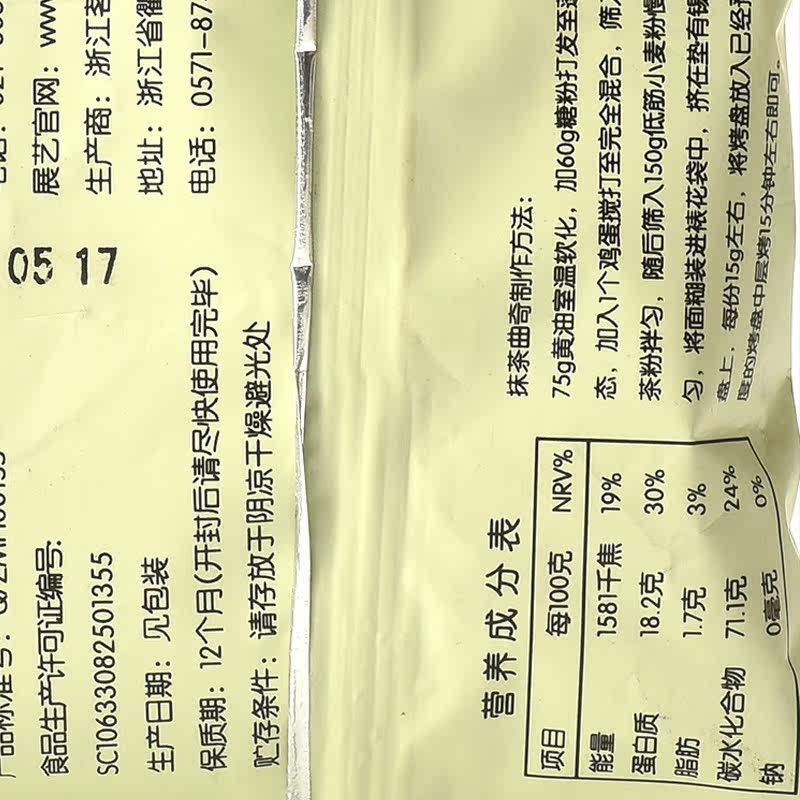 展艺官网：www
生产商：浙江茗
地址：浙江省衢
电话：0571-87
05 17
食品生产许可证编号:
SC10633082501355
生产日期：见包装
保质期：12个月(开封后请尽快使用完毕)
贮存条件：请存放于阴凉干燥避光处
抹茶曲奇制作方法:
75g黄油室温软化，加60g糖粉打发至
态，加入1个鸡蛋搅打至完全混合，筛
茶粉拌匀，随后筛入150g低筋小麦粉慢
匀，将面糊装进裱花袋中，挤在垫有锡
盘上，每份15g左右，将烤盘放入已经预
度的烤盘中层烤15分钟左右即可。
营养成分表
项目 每100克 NRV%
能量 1581千焦 19%
蛋白质 18.2克 30%
脂肪 1.7克 3%
碳水化合物 71.1克 24%
钠 0毫克 0%